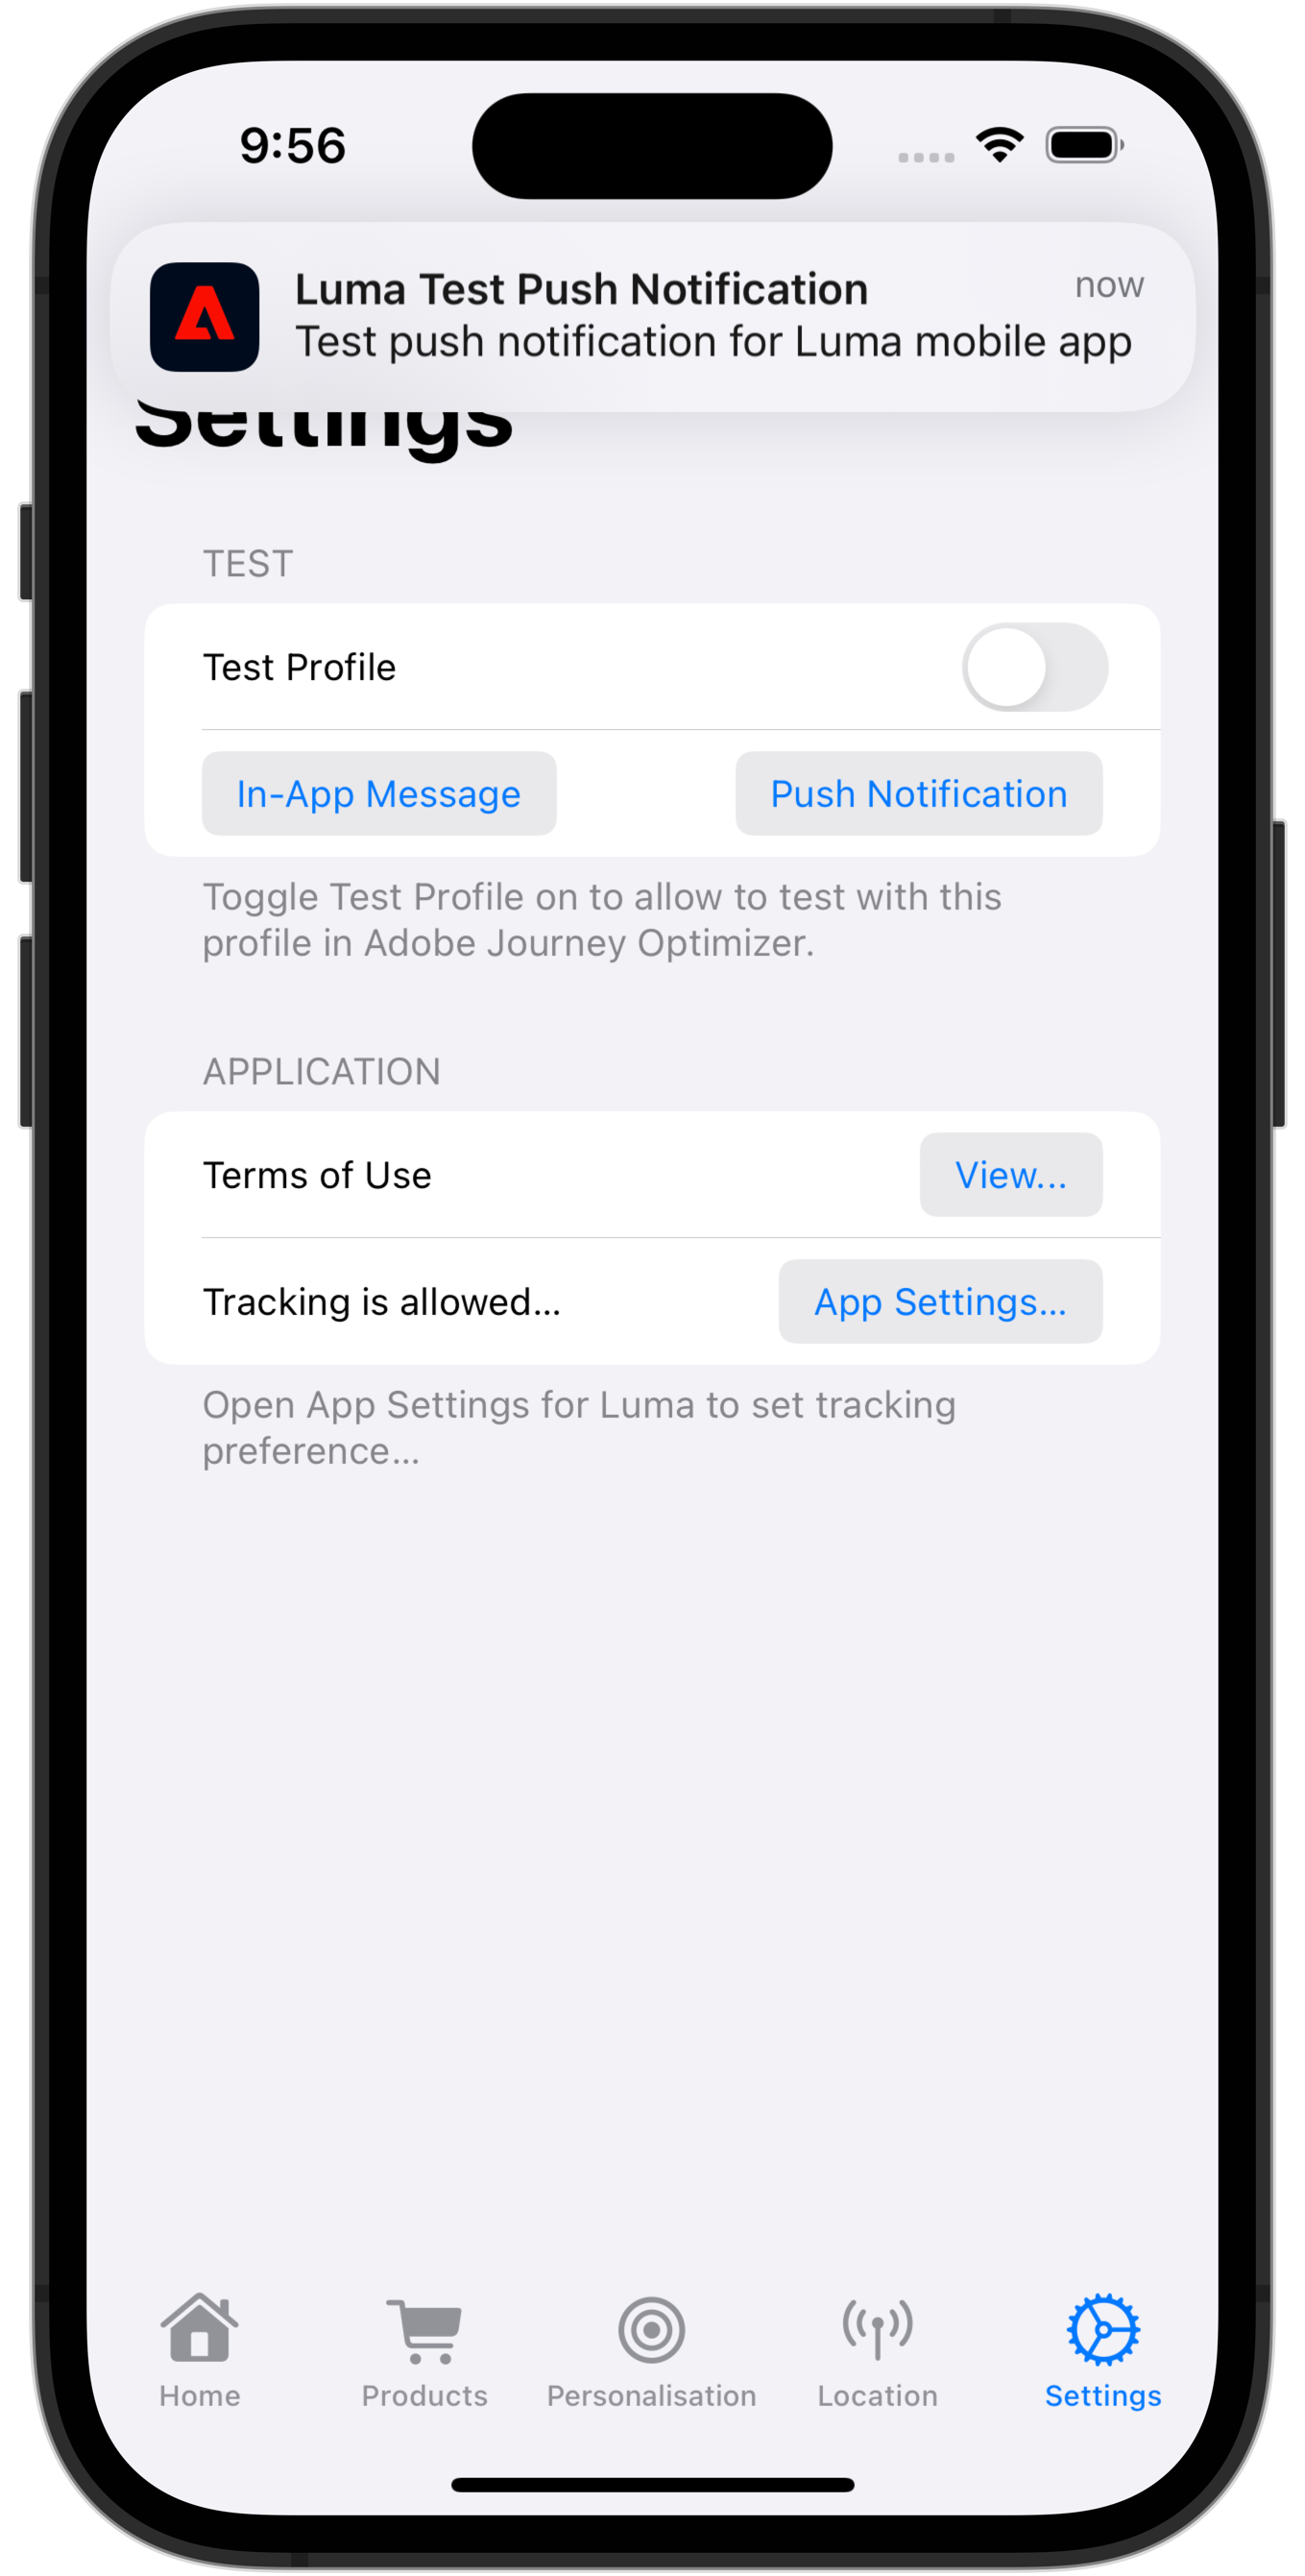 9:56
Luma Test Push Notification
now
Test push notification for Luma mobile app
Settings
TEST
Test Profile
In-App Message
Push Notification
Toggle Test Profile on to allow to test with this
profile in Adobe Journey Optimizer.
APPLICATION
Terms of Use
View...
Tracking is allowed...
App Settings...
Open App Settings for Luma to set tracking
preference...
Home
Products
Personalisation
Location
Settings